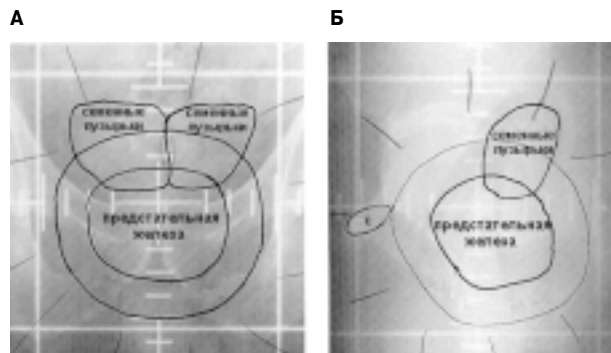 А
Б
семенные
пузырьки
семенные
пузырьки
предстательная
железа
семенные
пузырьки
предстательная
железа